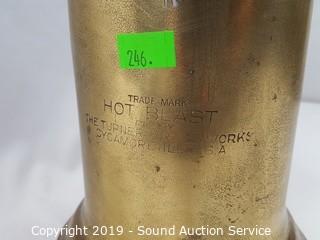 246.
TRADE MARK
HOT BLAST
THE TURNER WORKS
SYCAMORE ILL. U.S.A
Copyright 2019 - Sound Auction Service